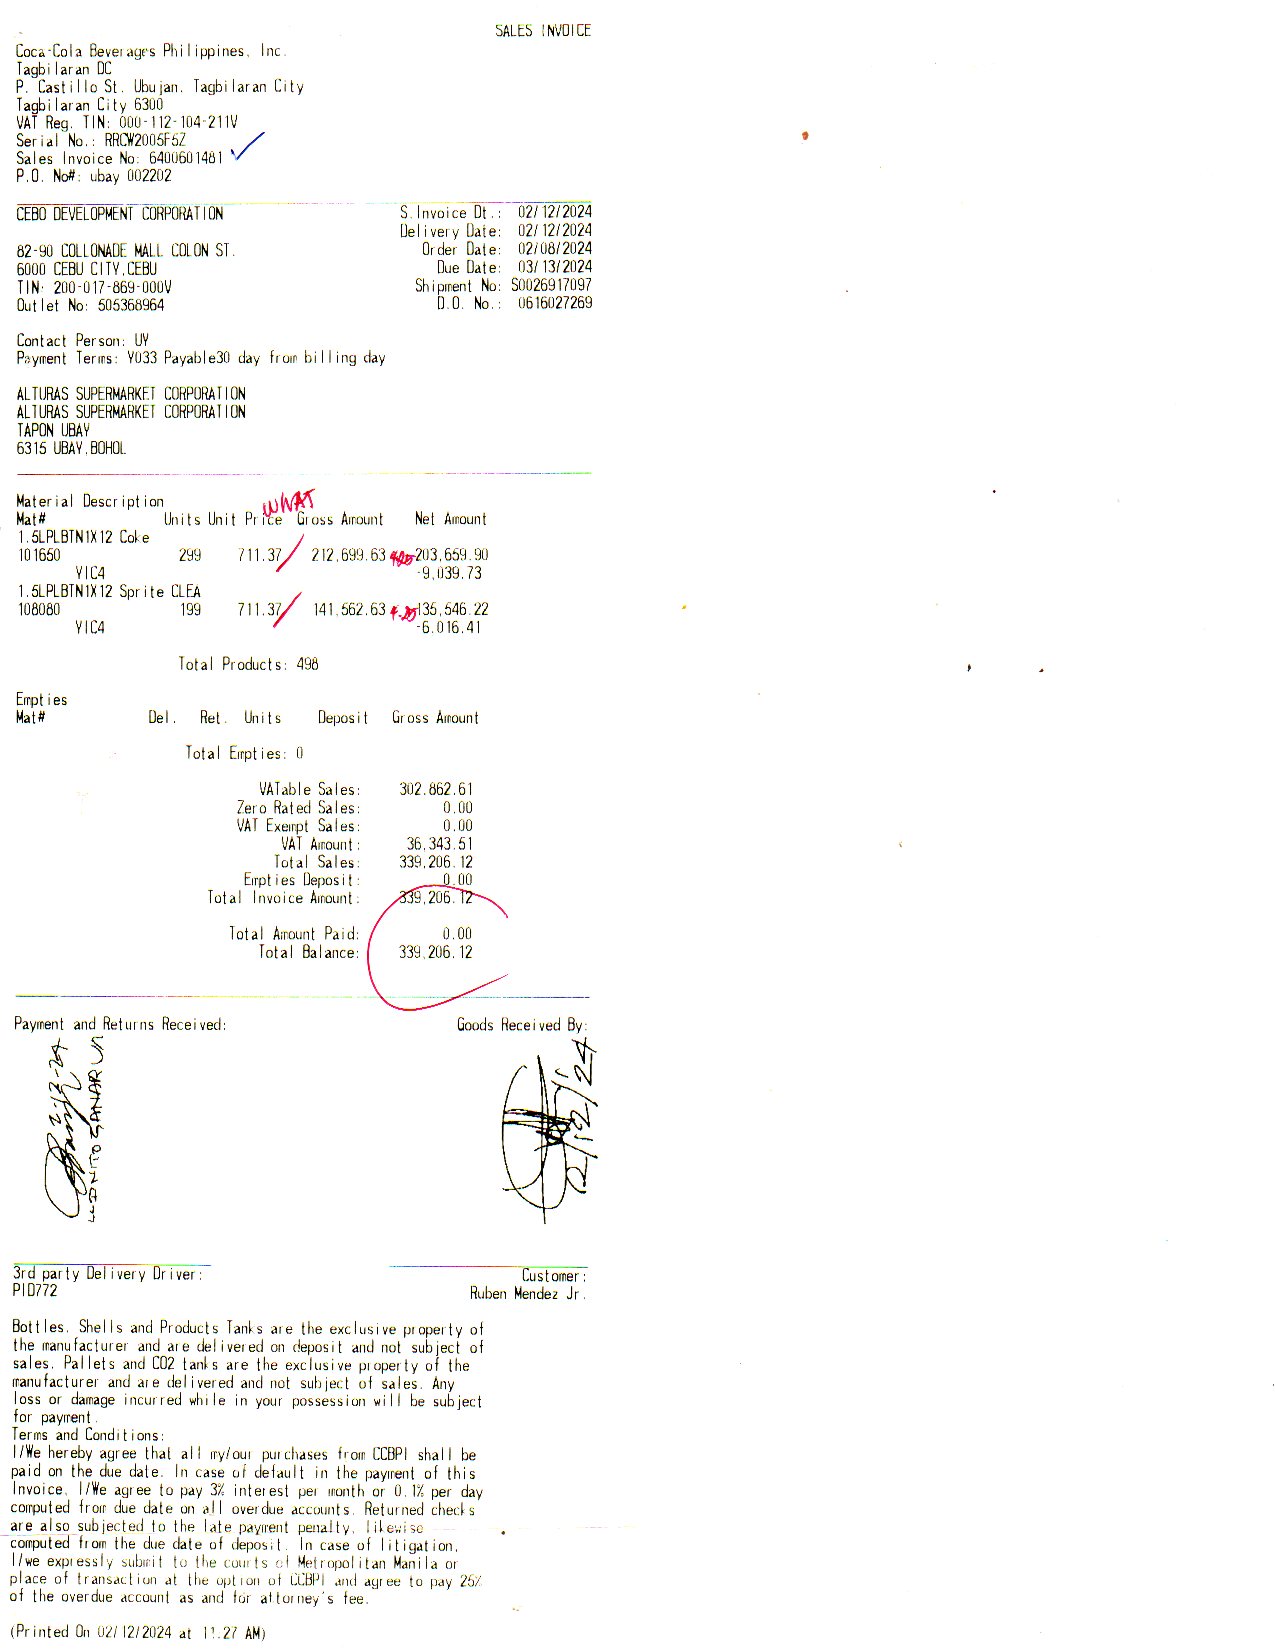 SALES INVOICE
Coca-Cola Beverages Philippines, Inc.
Tagbilaran DC
P. Castillo St. Ubujan, Tagbilaran City
Tagbilaran City 6300
VAT Reg. TIN: 000-112-104-211V
Serial No.: RRCW2005F5Z
Sales Invoice No: 6400601481
P.O. No#: ubay 002202
CEBO DEVELOPMENT CORPORATION S.Invoice Dt.: 02/12/2024
Delivery Date: 02/12/2024
82-90 COLLONADE MALL COLON ST. Order Date: 02/08/2024
6000 CEBU CITY,CEBU Due Date: 03/13/2024
TIN: 200-017-869-000V Shipment No: S0026917097
Outlet No: 505368964 D.O. No.: 0616027269
Contact Person: UY
Payment Terms: Y033 Payable30 day from billing day
ALTURAS SUPERMARKET CORPORATION
ALTURAS SUPERMARKET CORPORATION
TAPON UBAY
6315 UBAY,BOHOL
Material Description
Mat# Units Unit Price Gross Amount Net Amount
1.5LPLBTN1X12 Coke
101650 299 711.37 212,699.63 203,659.90
YIC4 -9,039.73
1.5LPLBTN1X12 Sprite CLEA
108080 199 711.37 141,562.63 4.25 135,546.22
YIC4 -6,016.41
Total Products: 498
Empties
Mat# Del. Ret. Units Deposit Gross Amount
Total Empties: 0
VATable Sales: 302,862.61
Zero Rated Sales: 0.00
VAT Exempt Sales: 0.00
VAT Amount: 36,343.51
Total Sales: 339,206.12
Empties Deposit: 0.00
Total Invoice Amount: 339,206.12
Total Amount Paid: 0.00
Total Balance: 339,206.12
Payment and Returns Received: Goods Received By:
2-12-24
2/12/24
3rd party Delivery Driver: Customer:
PID772 Ruben Mendez Jr.
Bottles, Shells and Products Tanks are the exclusive property of
the manufacturer and are delivered on deposit and not subject of
sales. Pallets and CO2 tanks are the exclusive property of the
manufacturer and are delivered and not subject of sales. Any
loss or damage incurred while in your possession will be subject
for payment.
Terms and Conditions:
I/We hereby agree that all my/our purchases from CCBPI shall be
paid on the due date. In case of default in the payment of this
Invoice, I/We agree to pay 3% interest per month or 0.1% per day
computed from due date on all overdue accounts. Returned checks
are also subjected to the late payment penalty, likewise
computed from the due date of deposit. In case of litigation,
I/we expressly submit to the courts of Metropolitan Manila or
place of transaction at the option of CCBPI and agree to pay 25%
of the overdue account as and for attorney's fee.
(Printed On 02/12/2024 at 11:27 AM)